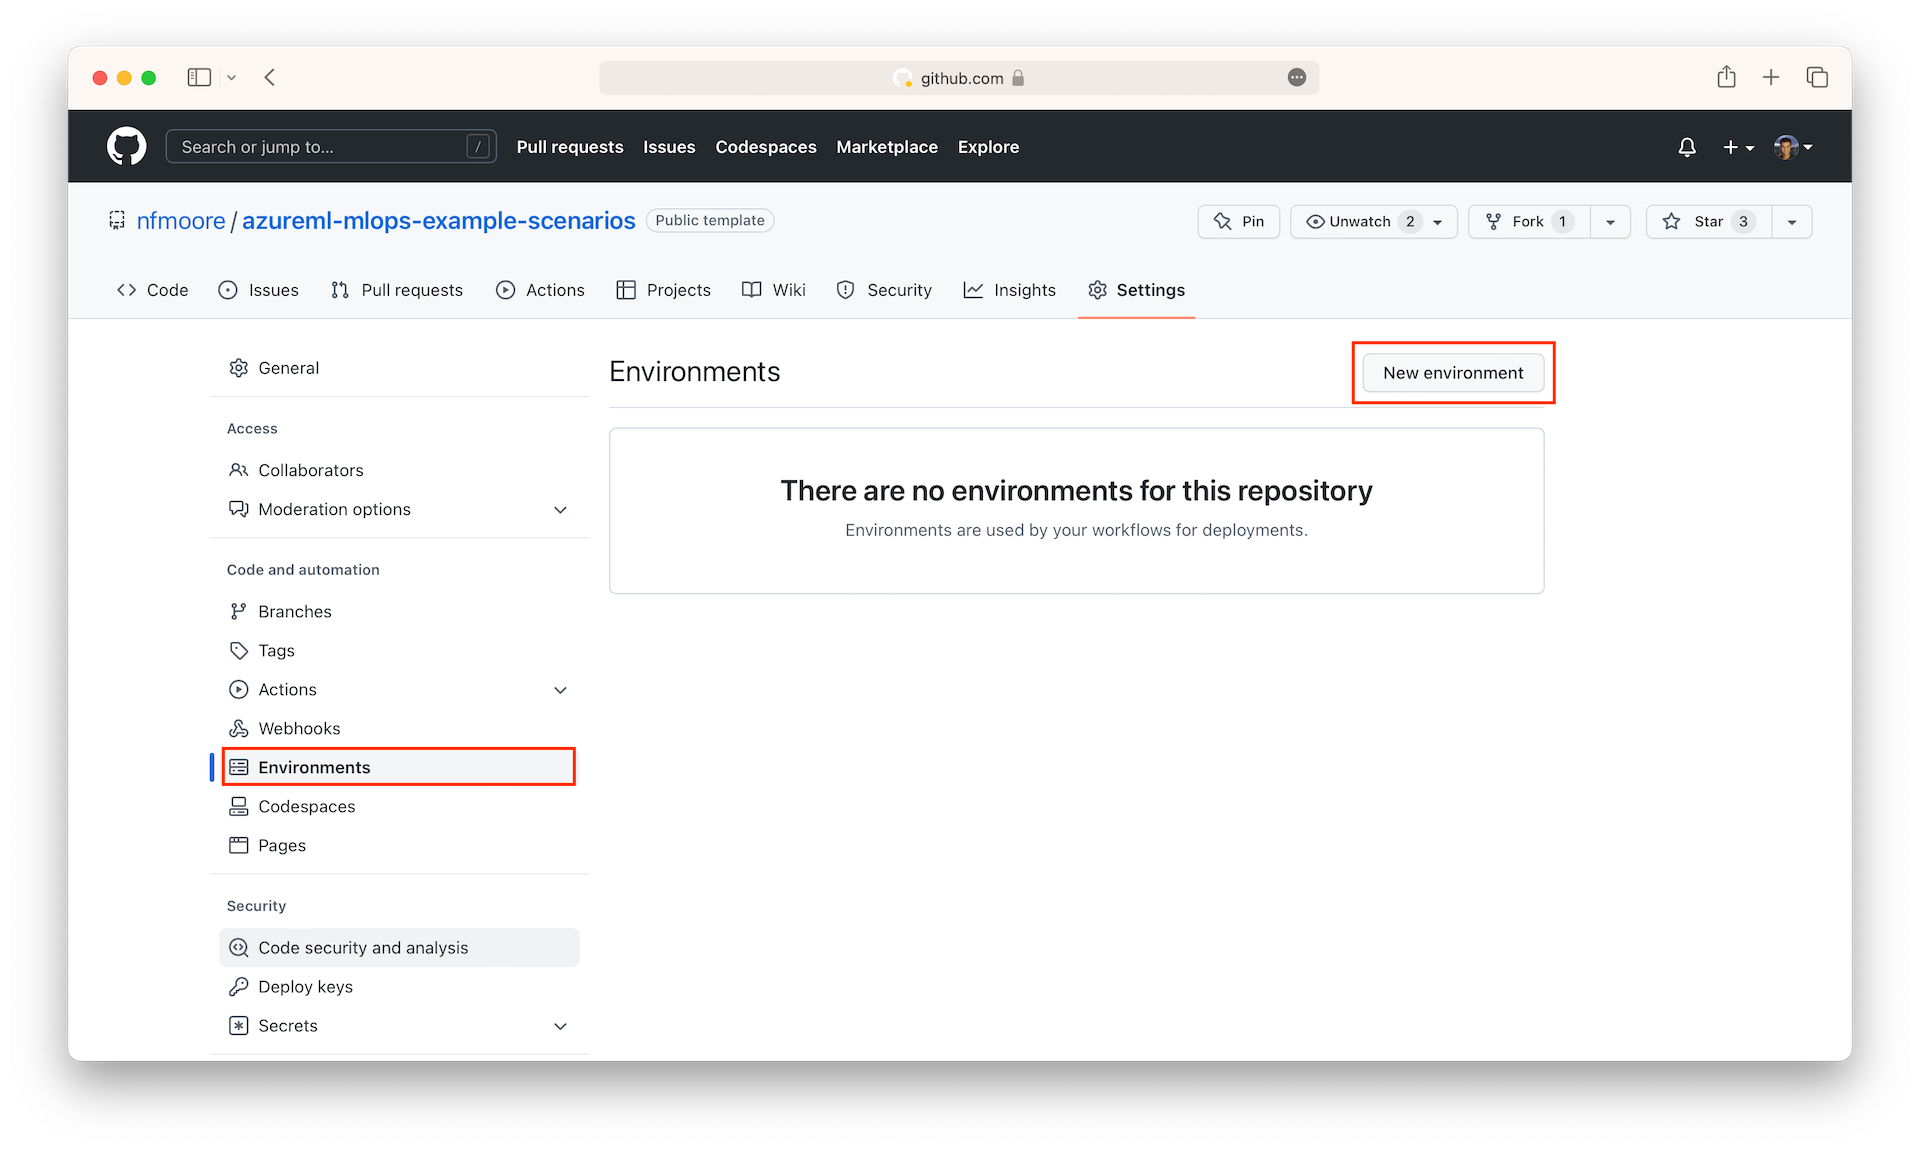 github.com
Search or jump to... /
Pull requests Issues Codespaces Marketplace Explore
nfmoore / azureml-mlops-example-scenarios Public template
Pin Unwatch 2 Fork 1 Star 3
Code Issues Pull requests Actions Projects Wiki Security Insights Settings
General
Access
Collaborators
Moderation options
Code and automation
Branches
Tags
Actions
Webhooks
Environments
Codespaces
Pages
Security
Code security and analysis
Deploy keys
Secrets
Environments
New environment
There are no environments for this repository
Environments are used by your workflows for deployments.